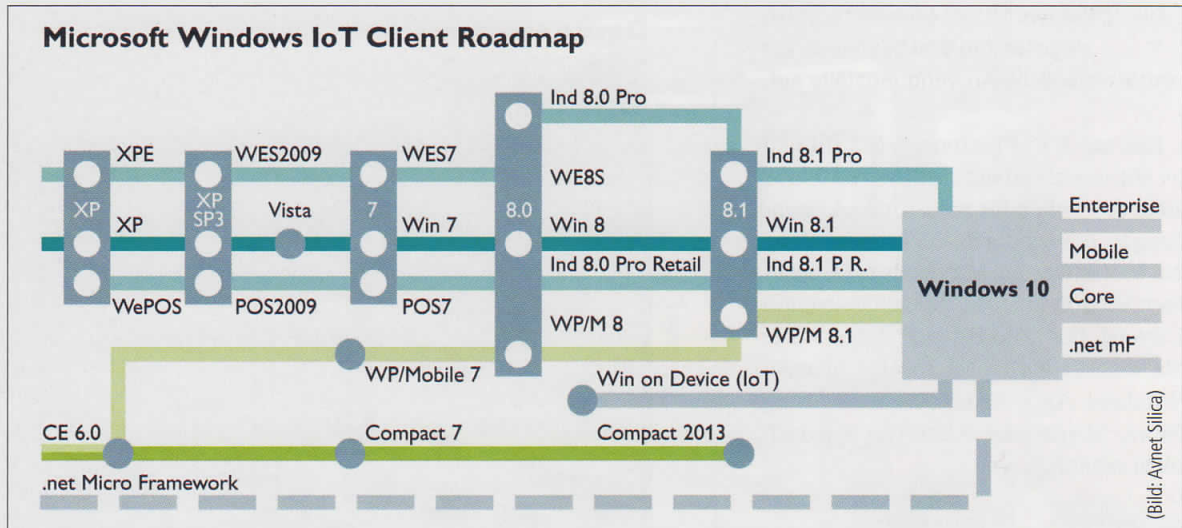 Microsoft Windows IoT Client Roadmap
Ind 8.0 Pro
XPE
WES2009
WES7
Ind 8.1 Pro
WE8S
XP
XP
SP3
7
8.0
8.1
Vista
Enterprise
XP
Win 7
Win 8
Win 8.1
Mobile
Ind 8.0 Pro Retail
Ind 8.1 P. R.
Windows 10
Core
WePOS
POS2009
POS7
WP/M 8
WP/M 8.1
.net mF
WP/Mobile 7
Win on Device (IoT)
CE 6.0
Compact 7
Compact 2013
.net Micro Framework
(Bild: Avnet Silica)